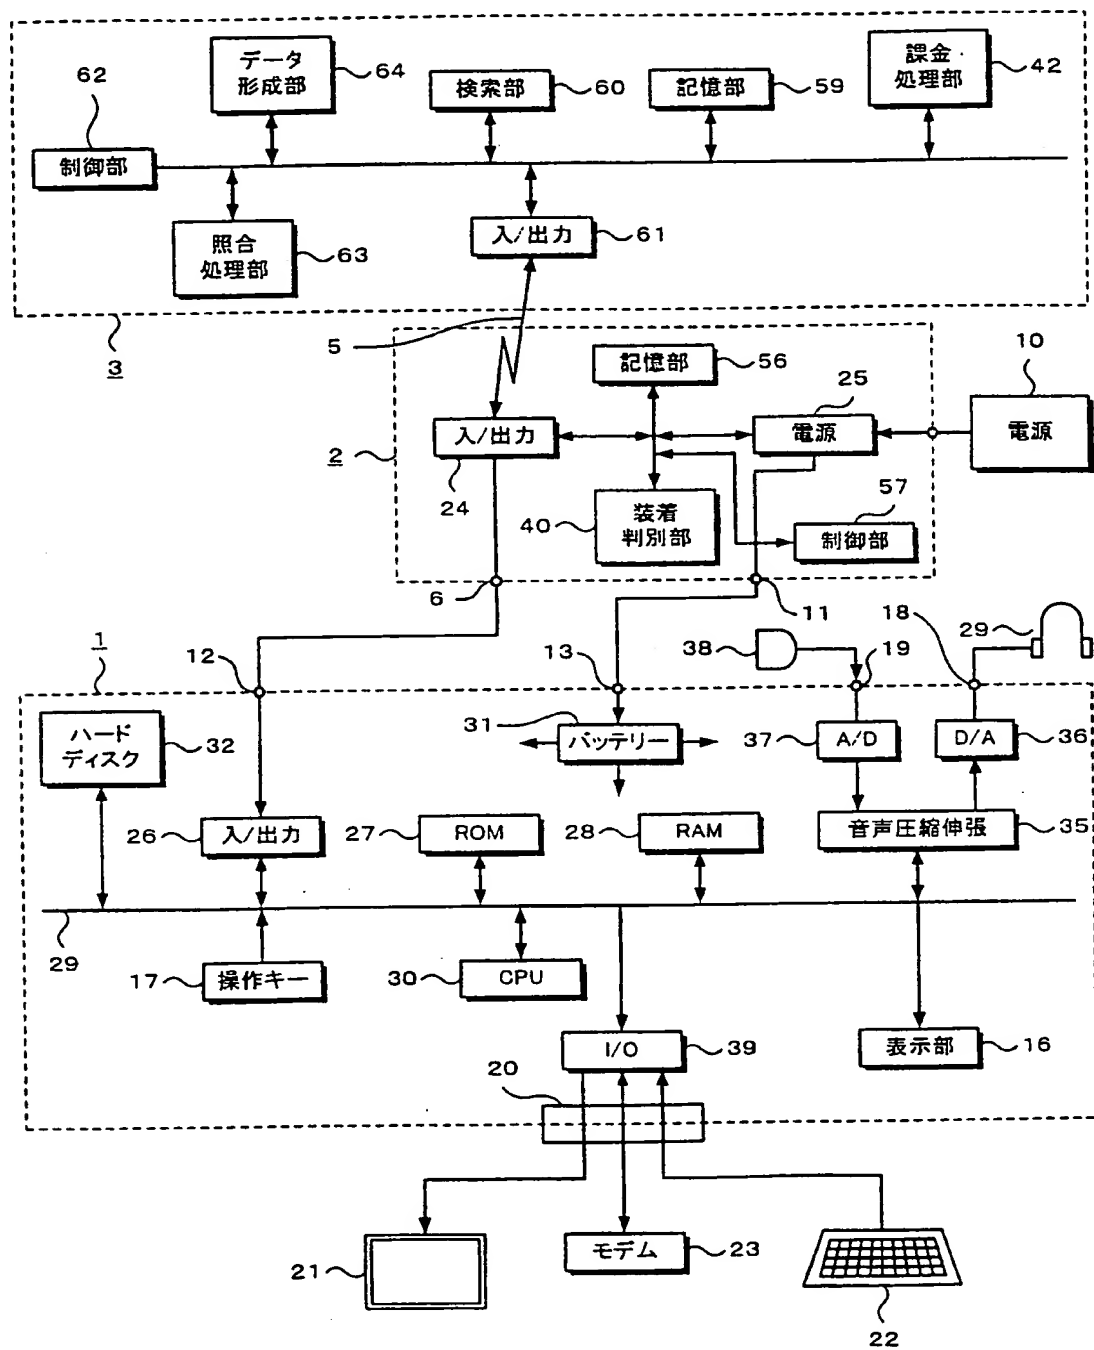 データ
形成部
64
62
制御部
検索部
60
記憶部
59
課金
処理部
42
照合
処理部
63
入/出力
61
3
5
記憶部
56
25
10
電源
電源
入/出力
2
24
40
装着
判別部
57
制御部
6
11
1
12
13
38
19
18
29
ハード
ディスク
32
31
バッテリー
37
A/D
D/A
36
26
入/出力
27
ROM
28
RAM
音声圧縮伸張
35
29
17
操作キー
30
CPU
I/O
39
表示部
16
20
21
モデム
23
22